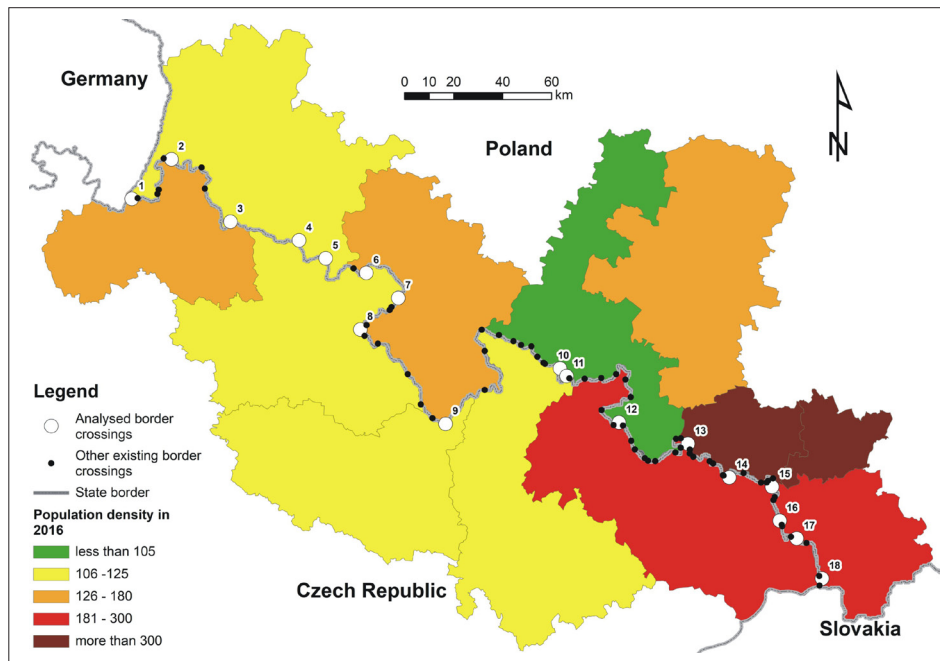 Germany
0 10 20 40 60
km
N
Poland
1
2
3
4
5
6
7
8
9
10
11
12
13
14
15
16
17
18
Legend
Analysed border
crossings
Other existing border
crossings
State border
Population density in
2016
less than 105
106 -125
126 - 180
181 - 300
more than 300
Czech Republic
Slovakia